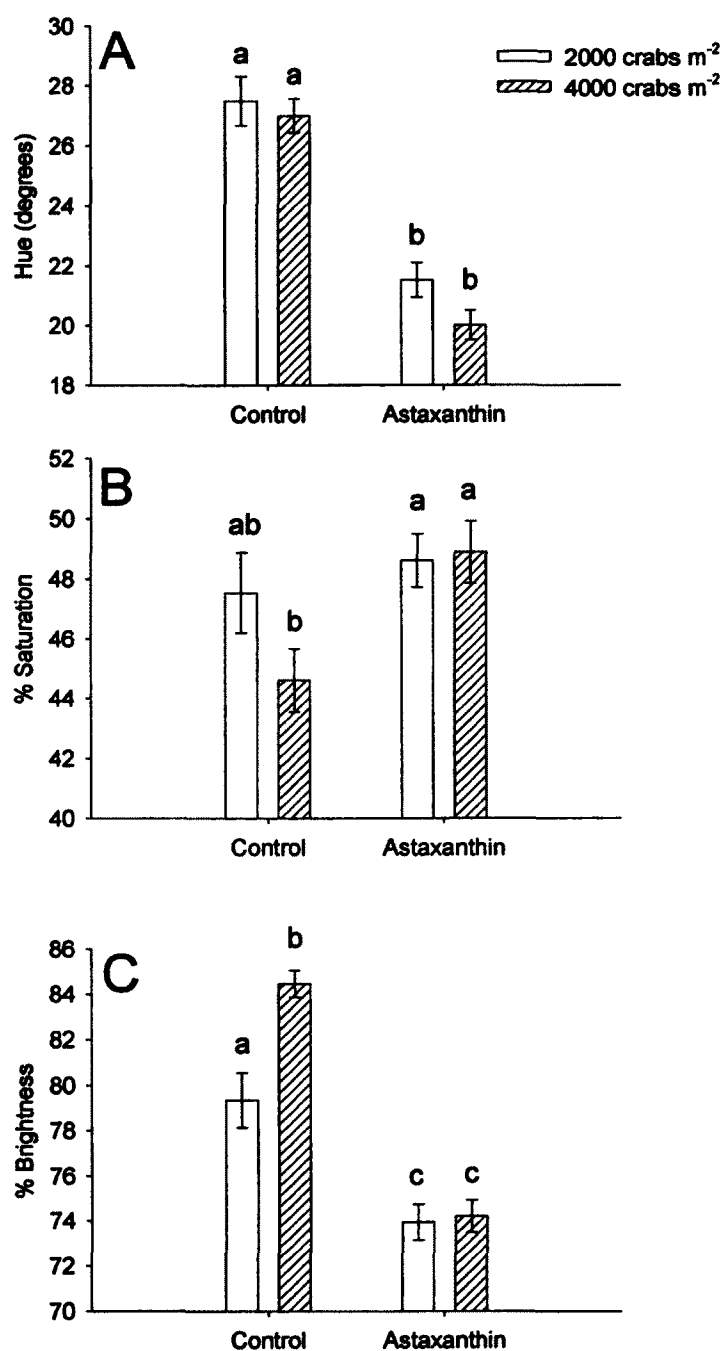 A
2000 crabs m⁻²
4000 crabs m⁻²
Hue (degrees)
30
28
26
24
22
20
18
a
a
b
b
Control
Astaxanthin
B
% Saturation
52
50
48
46
44
42
40
ab
b
a
a
Control
Astaxanthin
C
% Brightness
86
84
82
80
78
76
74
72
70
a
b
c
c
Control
Astaxanthin